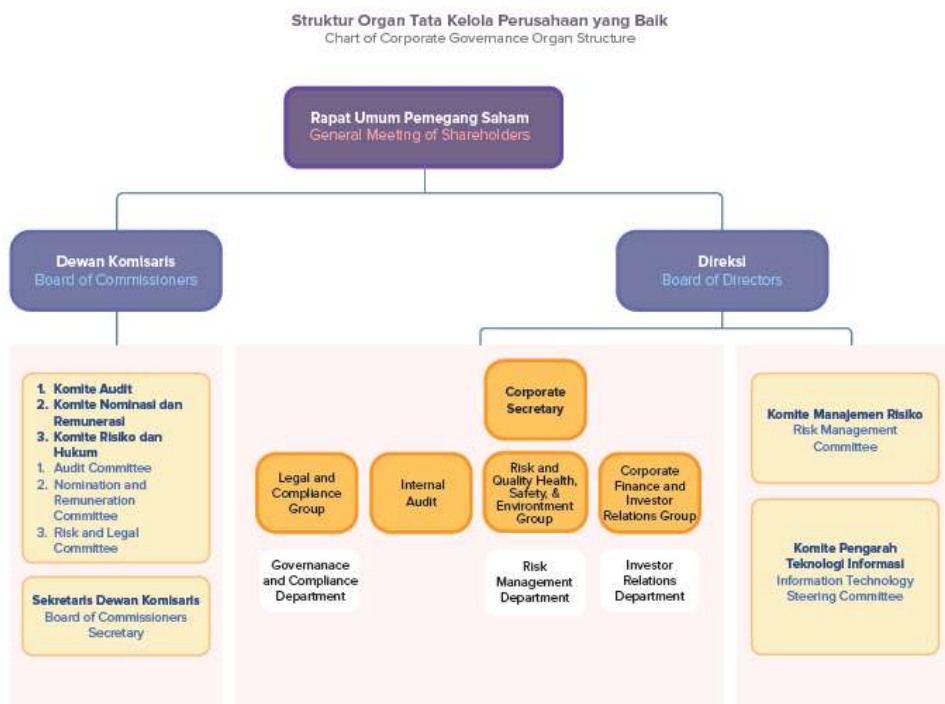 Struktur Organ Tata Kelola Perusahaan yang Baik
Chart of Corporate Governance Organ Structure
Rapat Umum Pemegang Saham
General Meeting of Shareholders
Dewan Komisaris
Board of Commissioners
Direksi
Board of Directors
1. Komite Audit
2. Komite Nominasi dan
Remunerasi
3. Komite Risiko dan
Hukum
1. Audit Committee
2. Nomination and
Remuneration
Committee
3. Risk and Legal
Committee
Sekretaris Dewan Komisaris
Board of Commissioners
Secretary
Corporate
Secretary
Legal and
Compliance
Group
Internal
Audit
Risk and
Quality Health,
Safety, &
Environtment
Group
Corporate
Finance and
Investor
Relations Group
Governanace
and Compliance
Department
Risk
Management
Department
Investor
Relations
Department
Komite Manajemen Risiko
Risk Management
Committee
Komite Pengarah
Teknologi Informasi
Information Technology
Steering Committee